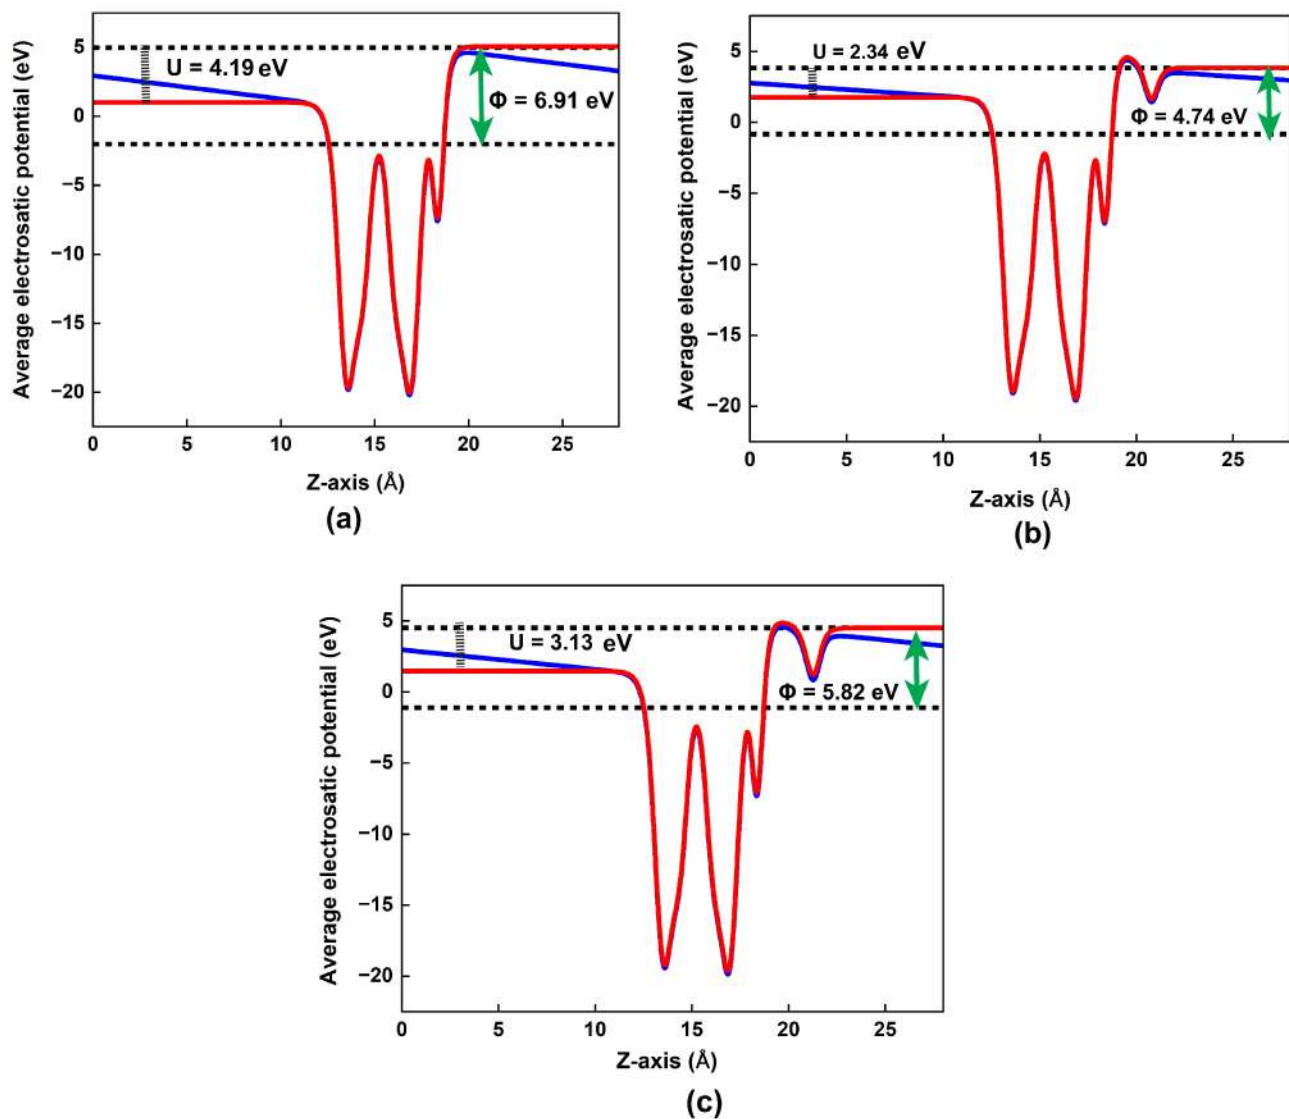 Average electrosatic potential (eV)
5
0
−5
−10
−15
−20
U = 4.19 eV
Φ = 6.91 eV
0 5 10 15 20 25
Z-axis (Å)
(a)
Average electrosatic potential (eV)
5
0
−5
−10
−15
−20
U = 2.34 eV
Φ = 4.74 eV
0 5 10 15 20 25
Z-axis (Å)
(b)
Average electrosatic potential (eV)
5
0
−5
−10
−15
−20
U = 3.13 eV
Φ = 5.82 eV
0 5 10 15 20 25
Z-axis (Å)
(c)